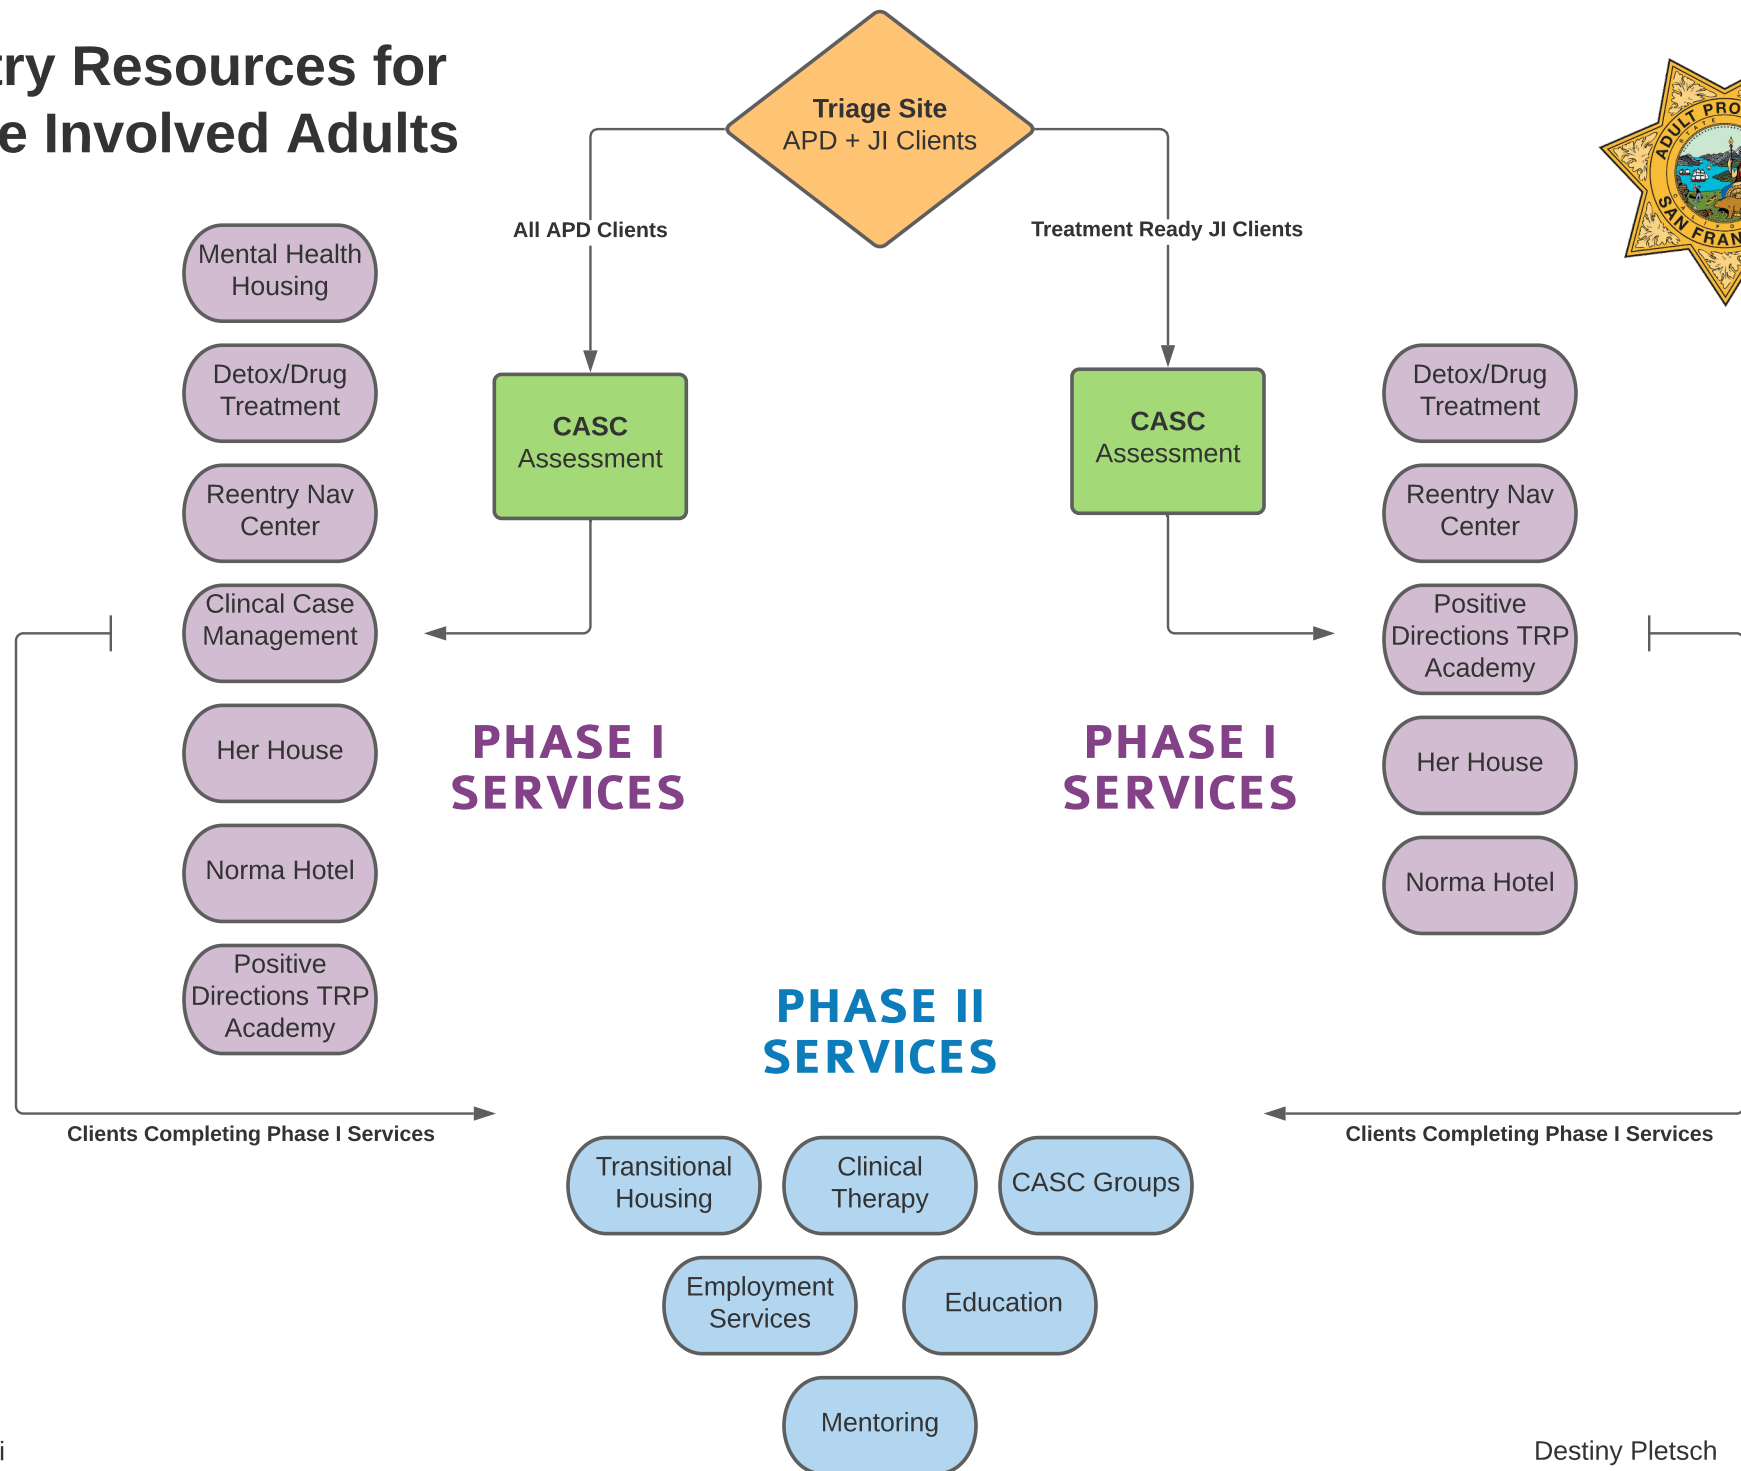 try Resources for
e Involved Adults
Triage Site
APD + JI Clients
ADULT PRO
SAN FRAN
All APD Clients
Treatment Ready JI Clients
Mental Health
Housing
Detox/Drug
Treatment
Reentry Nav
Center
Clincal Case
Management
Her House
Norma Hotel
Positive
Directions TRP
Academy
CASC
Assessment
PHASE I
SERVICES
CASC
Assessment
PHASE I
SERVICES
Detox/Drug
Treatment
Reentry Nav
Center
Positive
Directions TRP
Academy
Her House
Norma Hotel
PHASE II
SERVICES
Clients Completing Phase I Services
Clients Completing Phase I Services
Transitional
Housing
Clinical
Therapy
CASC Groups
Employment
Services
Education
Mentoring
i
Destiny Pletsch